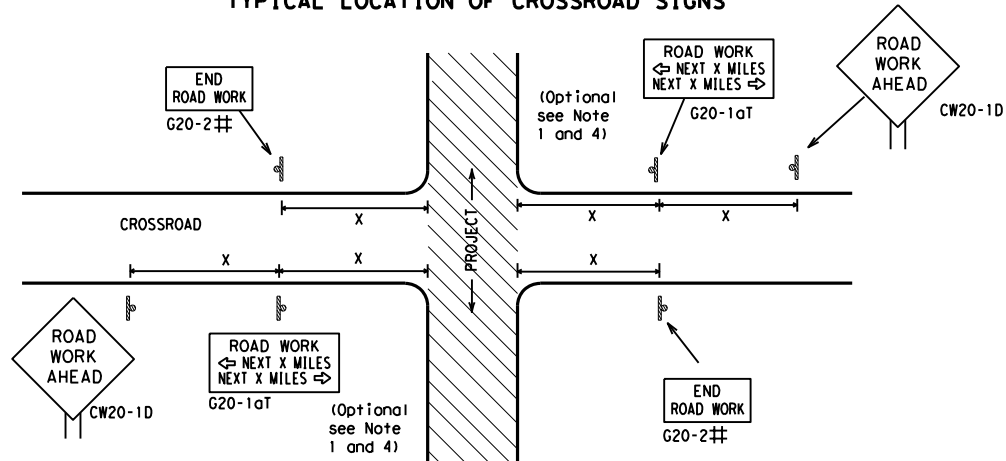 TYPICAL LOCATION OF CROSSROAD SIGNS
END
ROAD WORK
G20-2#
(Optional
see Note
1 and 4)
ROAD WORK
⇦ NEXT X MILES
NEXT X MILES ⇨
G20-1aT
ROAD
WORK
AHEAD
CW20-1D
X
X
X
CROSSROAD
PROJECT
X
X
X
ROAD
WORK
AHEAD
CW20-1D
ROAD WORK
⇦ NEXT X MILES
NEXT X MILES ⇨
G20-1aT
(Optional
see Note
1 and 4)
END
ROAD WORK
G20-2#